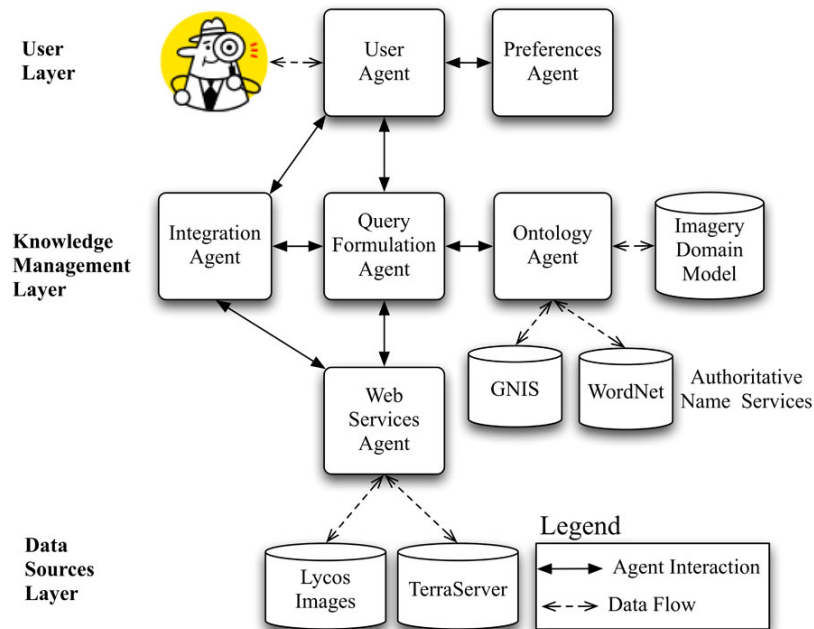 User
Layer
User
Agent
Preferences
Agent
Knowledge
Management
Layer
Integration
Agent
Query
Formulation
Agent
Ontology
Agent
Imagery
Domain
Model
GNIS
WordNet
Authoritative
Name Services
Web
Services
Agent
Data
Sources
Layer
Lycos
Images
TerraServer
Legend
Agent Interaction
Data Flow